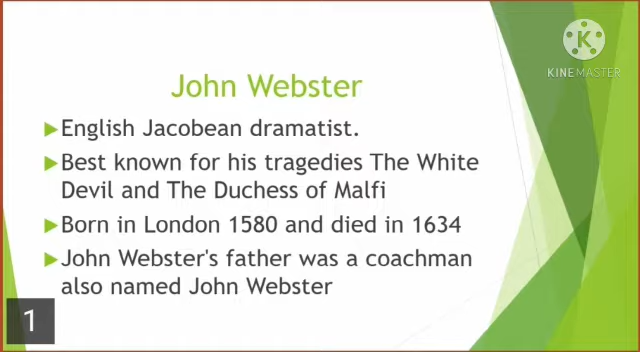 KINEMASTER
John Webster
English Jacobean dramatist.
Best known for his tragedies The White
Devil and The Duchess of Malfi
Born in London 1580 and died in 1634
John Webster's father was a coachman
also named John Webster
1